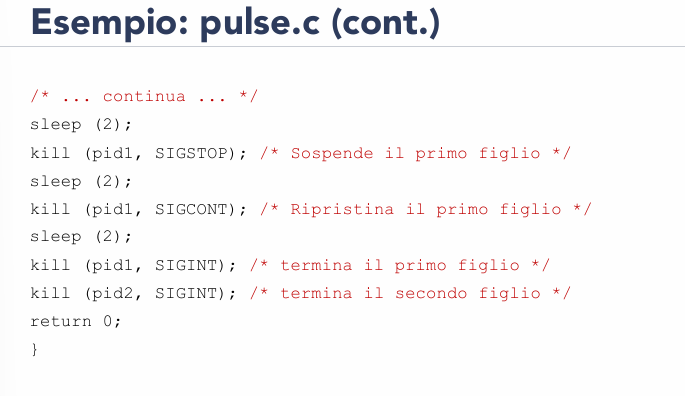 Esempio: pulse.c (cont.)
/* ... continua ... */
sleep (2);
kill (pid1, SIGSTOP); /* Sospende il primo figlio */
sleep (2);
kill (pid1, SIGCONT); /* Ripristina il primo figlio */
sleep (2);
kill (pid1, SIGINT); /* termina il primo figlio */
kill (pid2, SIGINT); /* termina il secondo figlio */
return 0;
}